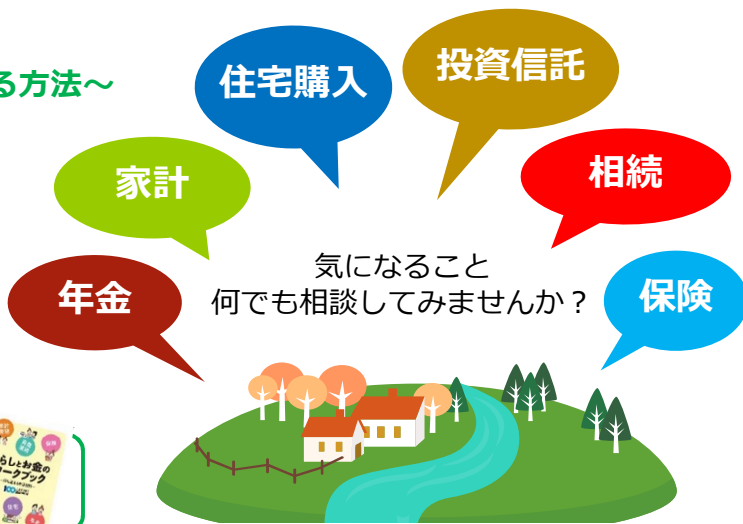 る方法～
住宅購入
投資信託
家計
相続
年金
気になること
何でも相談してみませんか？
保険
らしとお金の
ークブック